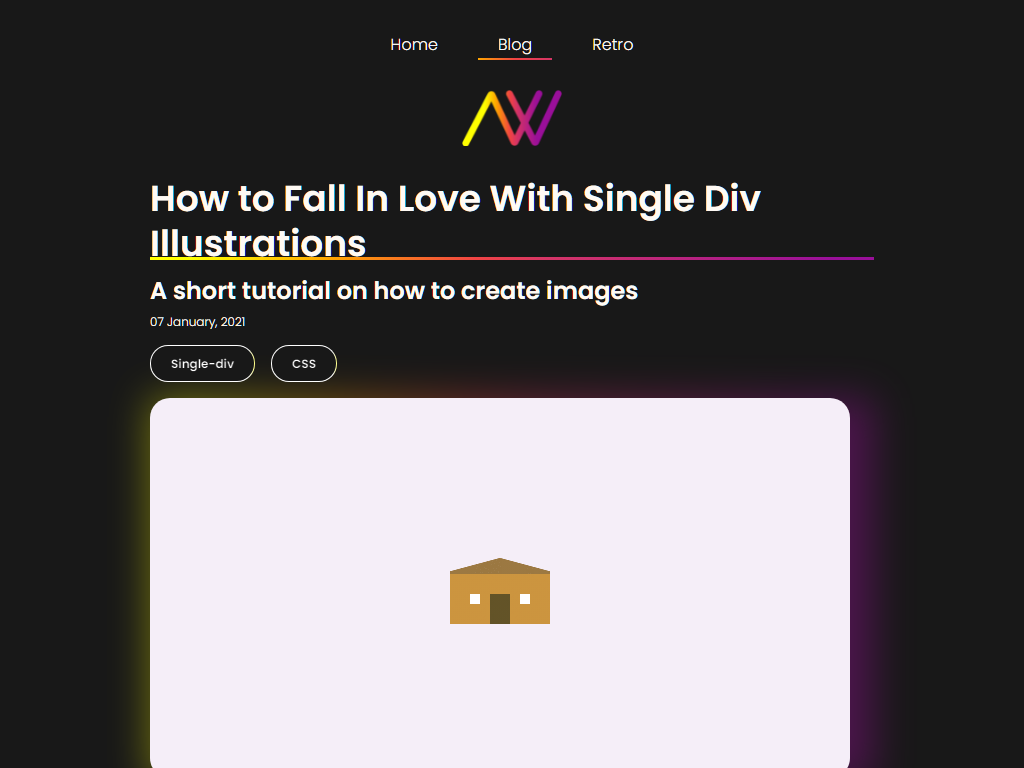 Home Blog Retro
AW
How to Fall In Love With Single Div
Illustrations
A short tutorial on how to create images
07 January, 2021
Single-div CSS